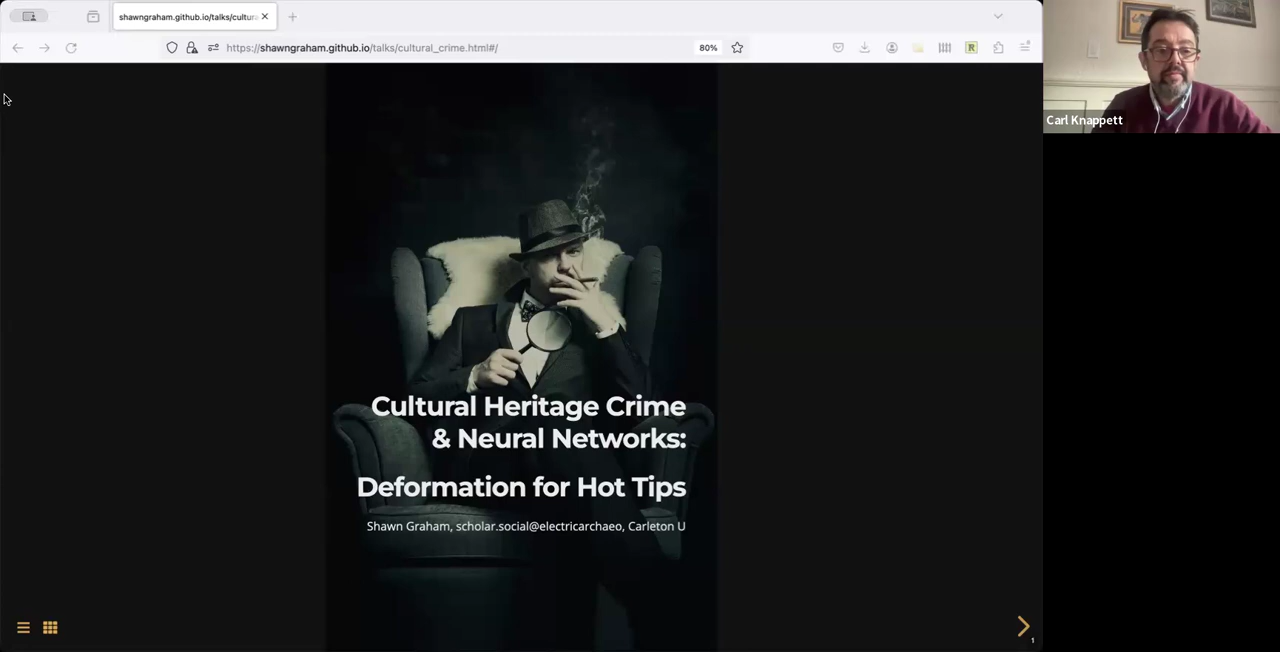 shawngraham.github.io/talks/cultura
https://shawngraham.github.io/talks/cultural_crime.html#/
80%
R
Carl Knappett
Cultural Heritage Crime
& Neural Networks:
Deformation for Hot Tips
Shawn Graham, scholar.social@electricarchaeo, Carleton U
1